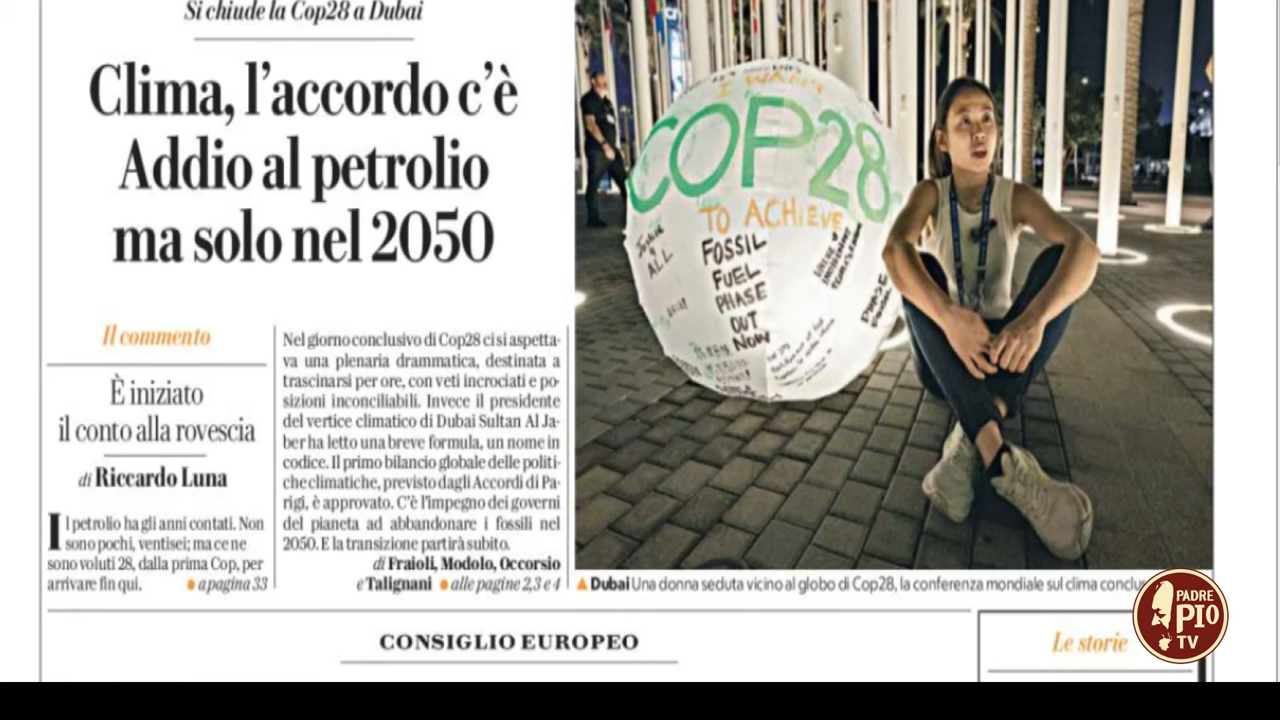 Si chiude la Cop28 a Dubai
Clima, l'accordo c'è
Addio al petrolio
ma solo nel 2050
Il commento
È iniziato
il conto alla rovescia
di Riccardo Luna
Il petrolio ha gli anni contati. Non
sono pochi, ventisei; ma ce ne
sono voluti 28, dalla prima Cop, per
arrivare fin qui.
● a pagina 33
Nel giorno conclusivo di Cop28 ci si aspetta-
va una plenaria drammatica, destinata a
trascinarsi per ore, con veti incrociati e po-
sizioni inconciliabili. Invece il presidente
del vertice climatico di Dubai Sultan Al Ja-
ber ha letto una breve formula, un nome in
codice. Il primo bilancio globale delle politi-
che climatiche, previsto dagli Accordi di Pa-
rigi, è approvato. C'è l'impegno dei governi
del pianeta ad abbandonare i fossili nel
2050. E la transizione partirà subito.
di Fraioli, Modolo, Occorsio
e Talignani ● alle pagine 2, 3 e 4
I WANT
COP28
TO ACHIEVE
FOSSIL
FUEL
PHASE
OUT
NOW
ALL
PHASE
▲ Dubai Una donna seduta vicino al globo di Cop28, la conferenza mondiale sul clima
CONSIGLIO EUROPEO
Le storie
PADRE
PIO
TV